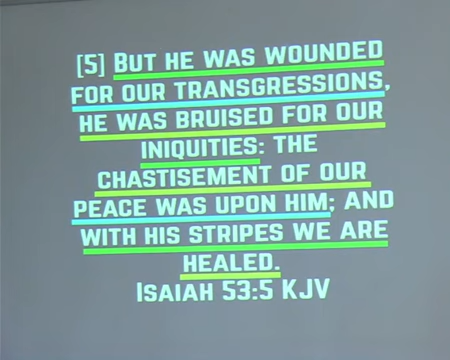 [5] BUT HE WAS WOUNDED
FOR OUR TRANSGRESSIONS,
HE WAS BRUISED FOR OUR
INIQUITIES: THE
CHASTISEMENT OF OUR
PEACE WAS UPON HIM; AND
WITH HIS STRIPES WE ARE
HEALED.
ISAIAH 53:5 KJV